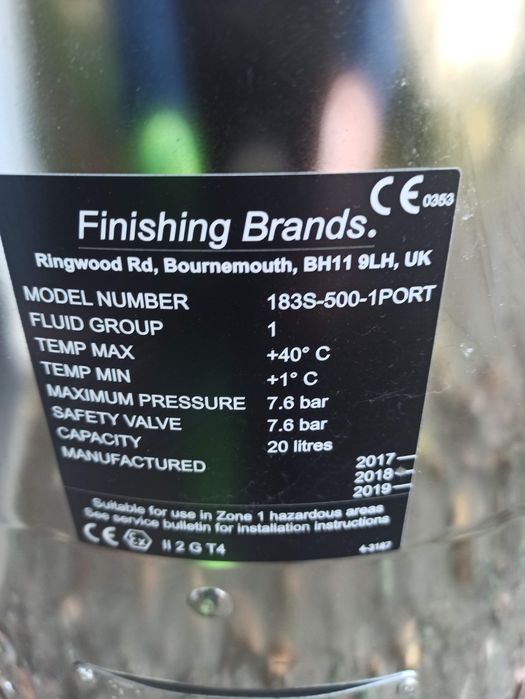 CE 0353
Finishing Brands.
Ringwood Rd, Bournemouth, BH11 9LH, UK
MODEL NUMBER 183S-500-1PORT
FLUID GROUP 1
TEMP MAX +40° C
TEMP MIN +1° C
MAXIMUM PRESSURE 7.6 bar
SAFETY VALVE 7.6 bar
CAPACITY 20 litres
MANUFACTURED 2017
2018
2019
Suitable for use in Zone 1 hazardous areas
See service bulletin for installation instructions
CE Ex II 2 G T4 4-3187